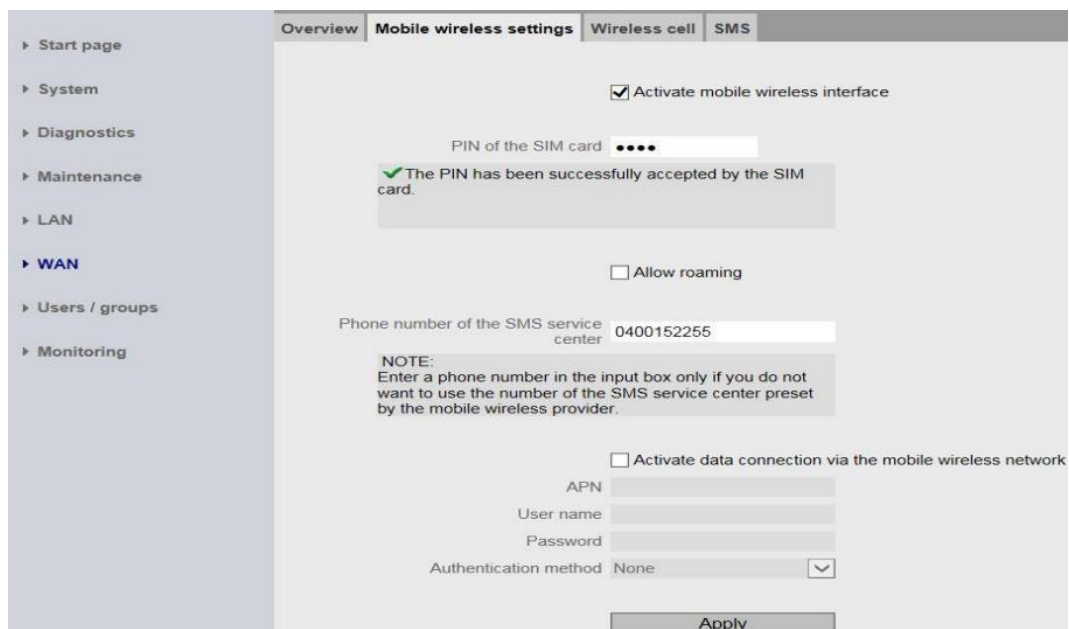 Overview Mobile wireless settings Wireless cell SMS
Start page
System
Diagnostics
Maintenance
LAN
WAN
Users / groups
Monitoring
Activate mobile wireless interface
PIN of the SIM card ••••
The PIN has been successfully accepted by the SIM
card.
Allow roaming
Phone number of the SMS service
center 0400152255
NOTE:
Enter a phone number in the input box only if you do not
want to use the number of the SMS service center preset
by the mobile wireless provider.
Activate data connection via the mobile wireless network
APN
User name
Password
Authentication method None
Apply